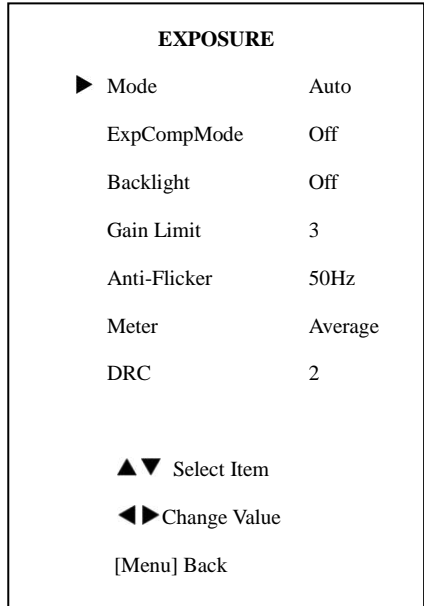 EXPOSURE
▶ Mode Auto
ExpCompMode Off
Backlight Off
Gain Limit 3
Anti-Flicker 50Hz
Meter Average
DRC 2
▲▼ Select Item
◀▶Change Value
[Menu] Back